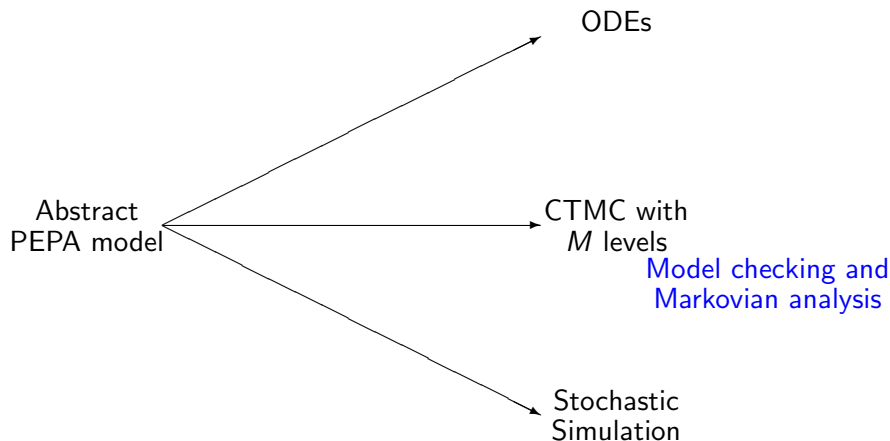 ODEs
Abstract
PEPA model
CTMC with
M levels
Model checking and
Markovian analysis
Stochastic
Simulation